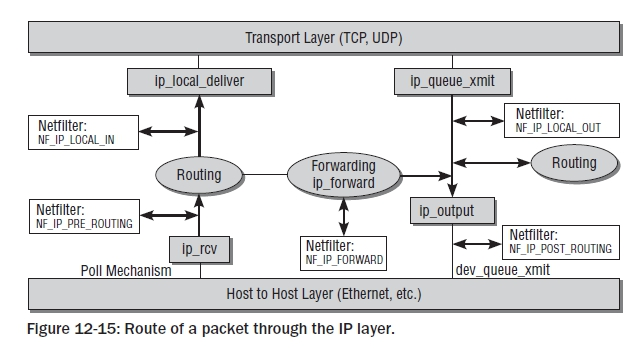 Transport Layer (TCP, UDP)
ip_local_deliver
ip_queue_xmit
Netfilter:
NF_IP_LOCAL_IN
Netfilter:
NF_IP_LOCAL_OUT
Routing
Forwarding
ip_forward
Routing
Netfilter:
NF_IP_PRE_ROUTING
ip_output
ip_rcv
Netfilter:
NF_IP_FORWARD
Netfilter:
NF_IP_POST_ROUTING
Poll Mechanism
dev_queue_xmit
Host to Host Layer (Ethernet, etc.)
Figure 12-15: Route of a packet through the IP layer.